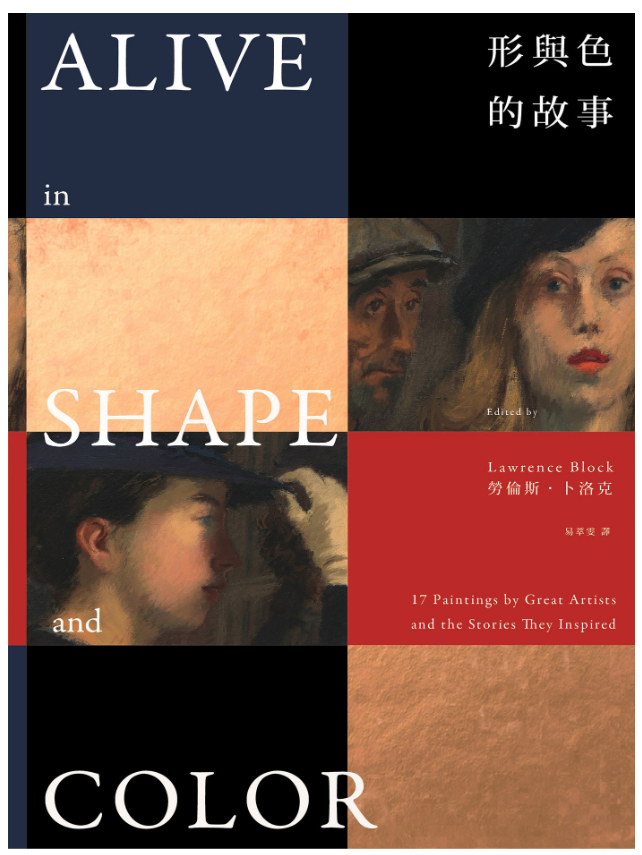 ALIVE
in
SHAPE
and
COLOR
形與色
的故事
Edited by
Lawrence Block
勞倫斯・卜洛克
易萃雯 譯
17 Paintings by Great Artists
and the Stories They Inspired